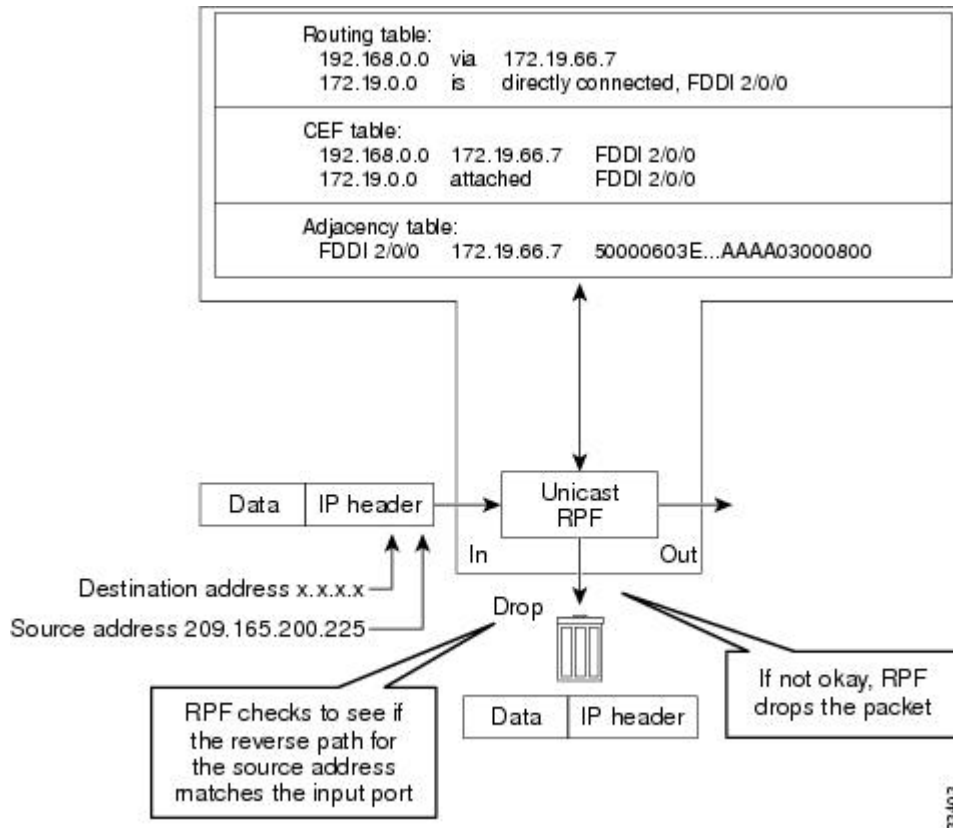 Routing table:
192.168.0.0 via 172.19.66.7
172.19.0.0 is directly connected, FDDI 2/0/0
CEF table:
192.168.0.0 172.19.66.7 FDDI 2/0/0
172.19.0.0 attached FDDI 2/0/0
Adjacency table:
FDDI 2/0/0 172.19.66.7 50000603E...AAAA03000800
Data IP header
Unicast
RPF
In Out
Destination address x.x.x.x
Source address 209.165.200.225
Drop
RPF checks to see if
the reverse path for
the source address
matches the input port
Data IP header
If not okay, RPF
drops the packet